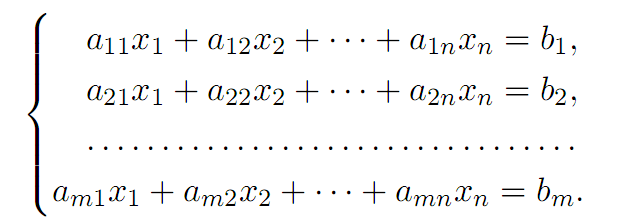 a₁₁x₁ + a₁₂x₂ + ⋯ + a₁ₙxₙ = b₁,
a₂₁x₁ + a₂₂x₂ + ⋯ + a₂ₙxₙ = b₂,
..................................
aₘ₁x₁ + aₘ₂x₂ + ⋯ + aₘₙxₙ = bₘ.